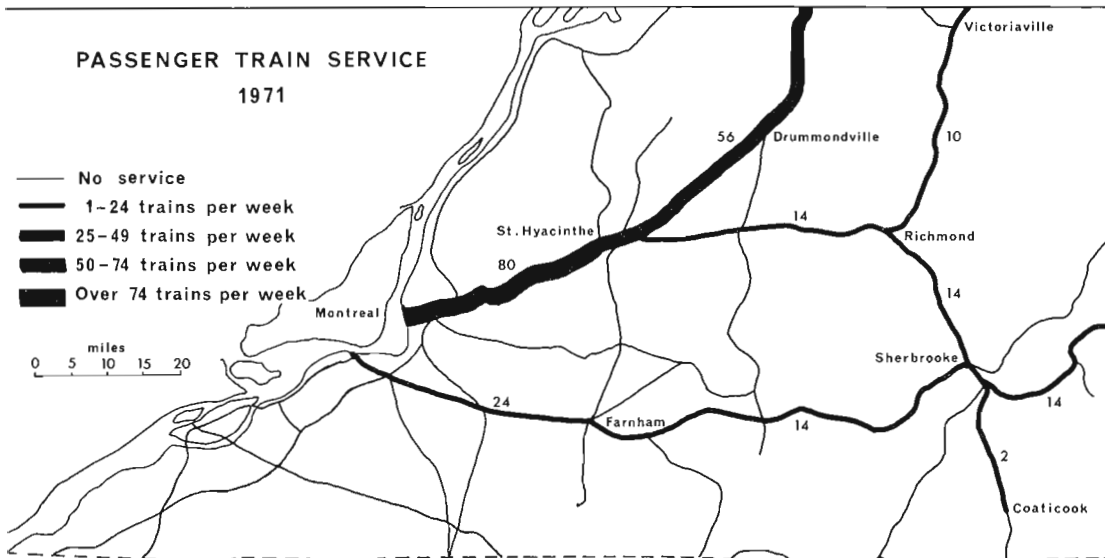 PASSENGER TRAIN SERVICE
1971
No service
1-24 trains per week
25-49 trains per week
50-74 trains per week
Over 74 trains per week
miles
0 5 10 15 20
Victoriaville
56
Drummondville
10
St. Hyacinthe
14
Richmond
80
Montreal
14
Sherbrooke
24
Farnham
14
14
2
Coaticook